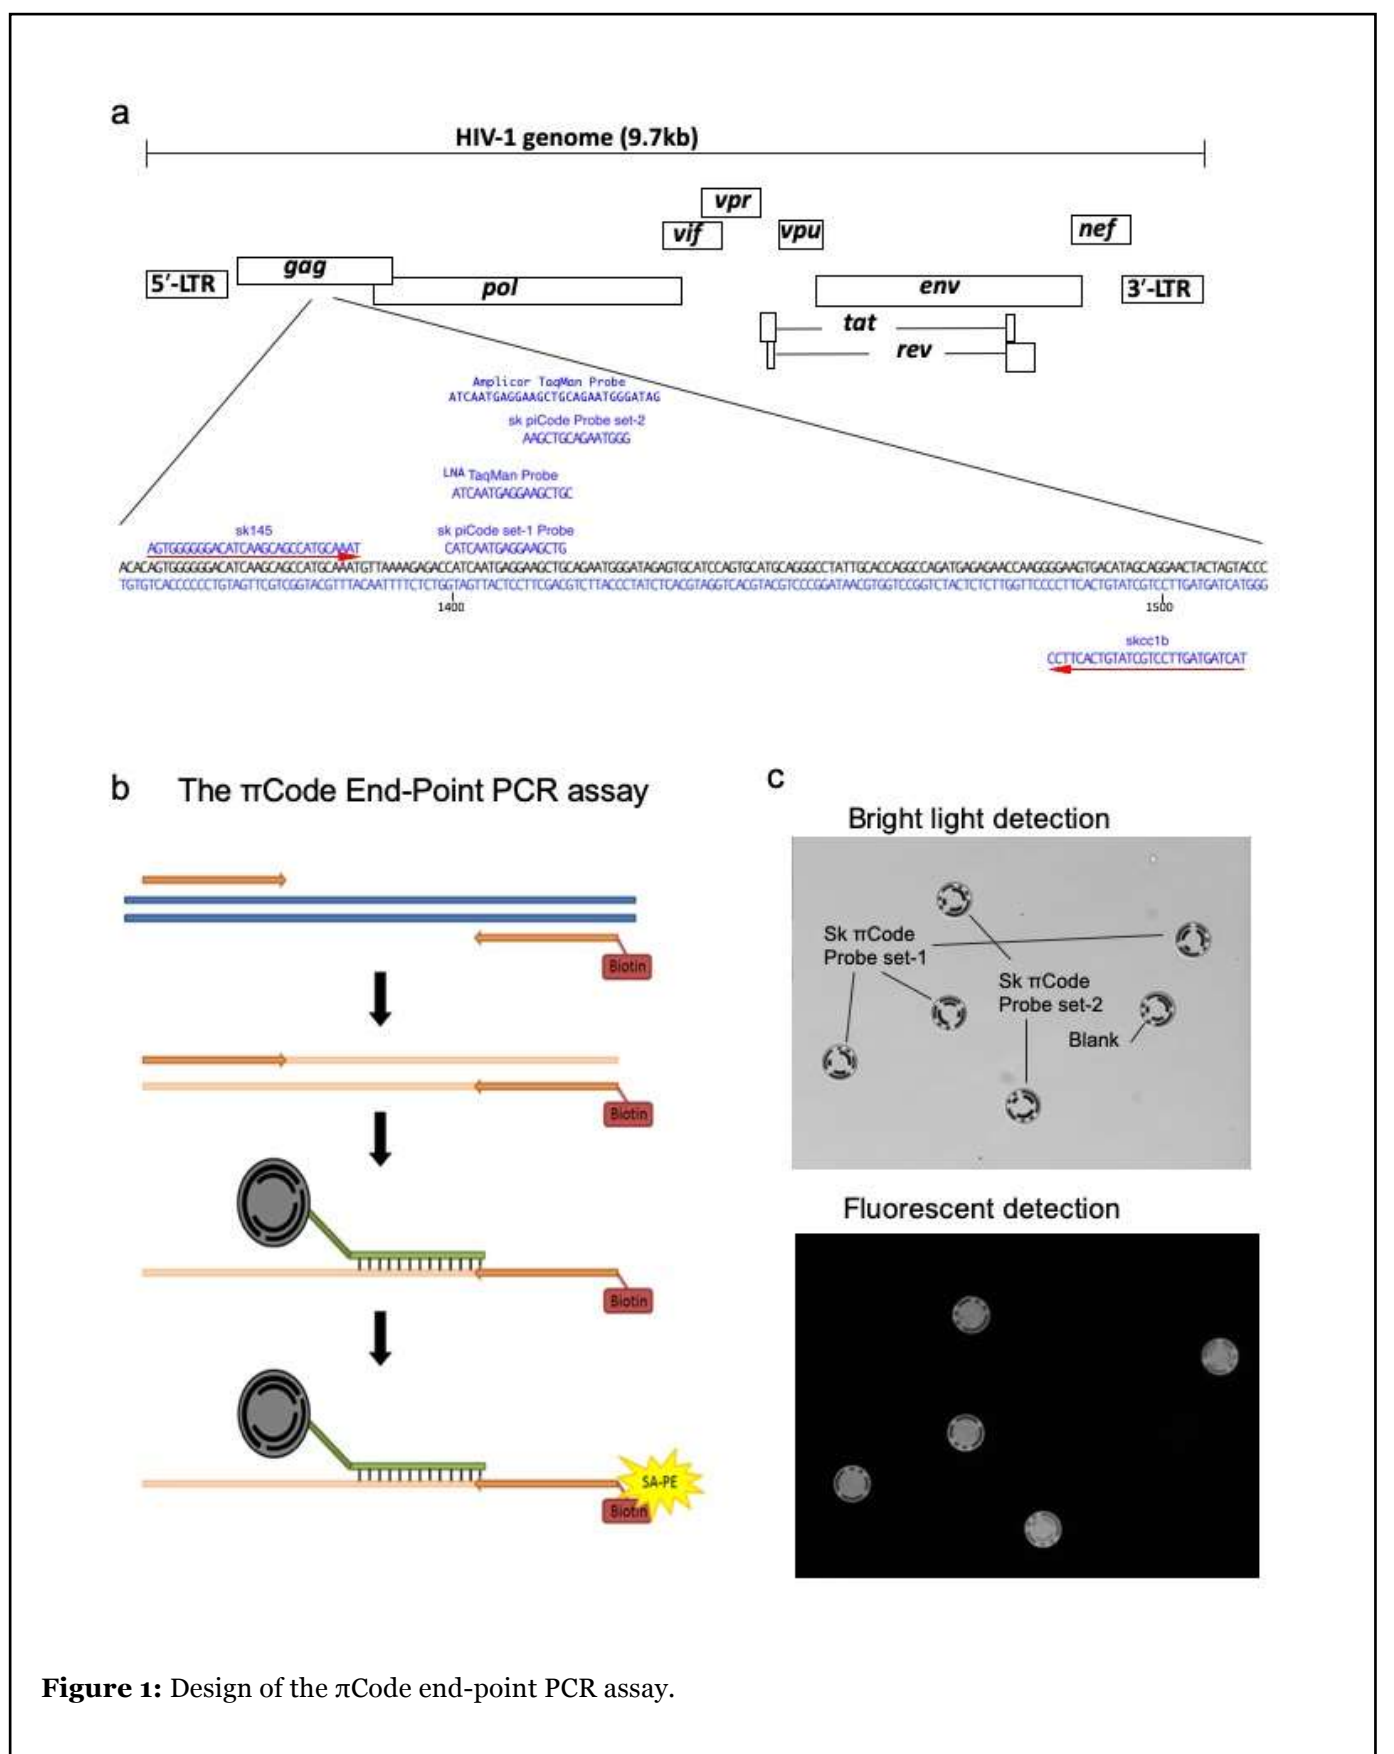 a
HIV-1 genome (9.7kb)
vpr
vif
vpu
nef
gag
5′-LTR
pol
env
3′-LTR
tat
rev
Amplicor TaqMan Probe
ATCAATGAGGAAGCTGCAGAATGGGATAG
sk piCode Probe set-2
AAGCTGCAGAATGGG
LNA TaqMan Probe
ATCAATGAGGAAGCTGC
sk145
sk piCode set-1 Probe
AGTGGGGGGACATCAAGCAGCCATGCAAAT
CATCAATGAGGAAGCTG
ACACAGTGGGGGGACATCAAGCAGCCATGCAAATGTTAAAAGAGACCATCAATGAGGAAGCTGCAGAATGGGATAGAGTGCATCCAGTGCATGCAGGGCCTATTGCACCAGGCCAGATGAGAGAACCAAGGGGAAGTGACATAGCAGGAACTACTAGTACCC
TGTGTCACCCCCCTGTAGTTCGTCGGTACGTTTACAATTTTCTCTGGTAGTTACTCCTTCGACGTCTTACCCTATCTCACGTAGGTCACGTACGTCCCGGATAACGTGGTCCGGTCTACTCTCTTGGTTCCCCTTCACTGTATCGTCCTTGATGATCATGGG
1400
1500
skcc1b
CCTTCACTGTATCGTCCTTGATGATCAT
b
The πCode End-Point PCR assay
Biotin
Biotin
Biotin
SA-PE
Biotin
c
Bright light detection
Sk πCode
Probe set-1
Sk πCode
Probe set-2
Blank
Fluorescent detection
Figure 1: Design of the πCode end-point PCR assay.